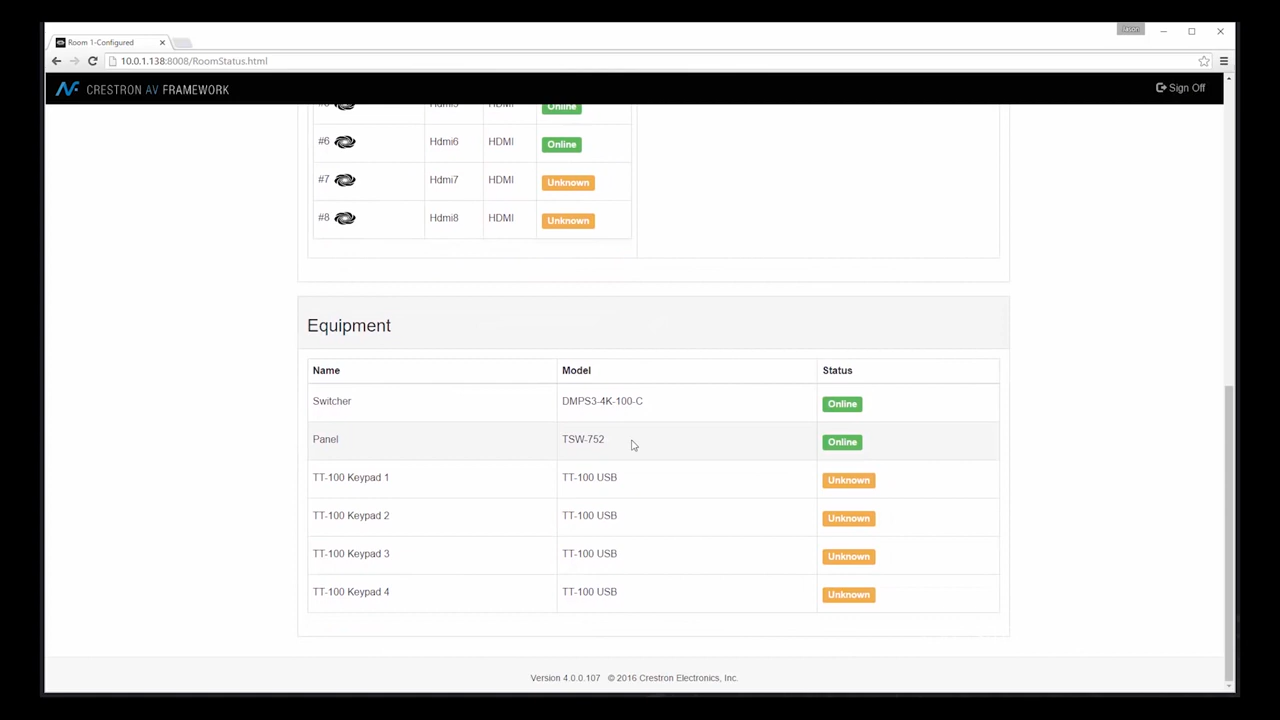 Jason
Room 1-Configured
10.0.1.138:8008/RoomStatus.html
CRESTRON AV FRAMEWORK
Sign Off
Online
#6 Hdmi6 HDMI Online
#7 Hdmi7 HDMI Unknown
#8 Hdmi8 HDMI Unknown
Equipment
Name Model Status
Switcher DMPS3-4K-100-C Online
Panel TSW-752 Online
TT-100 Keypad 1 TT-100 USB Unknown
TT-100 Keypad 2 TT-100 USB Unknown
TT-100 Keypad 3 TT-100 USB Unknown
TT-100 Keypad 4 TT-100 USB Unknown
Version 4.0.0.107 © 2016 Crestron Electronics, Inc.